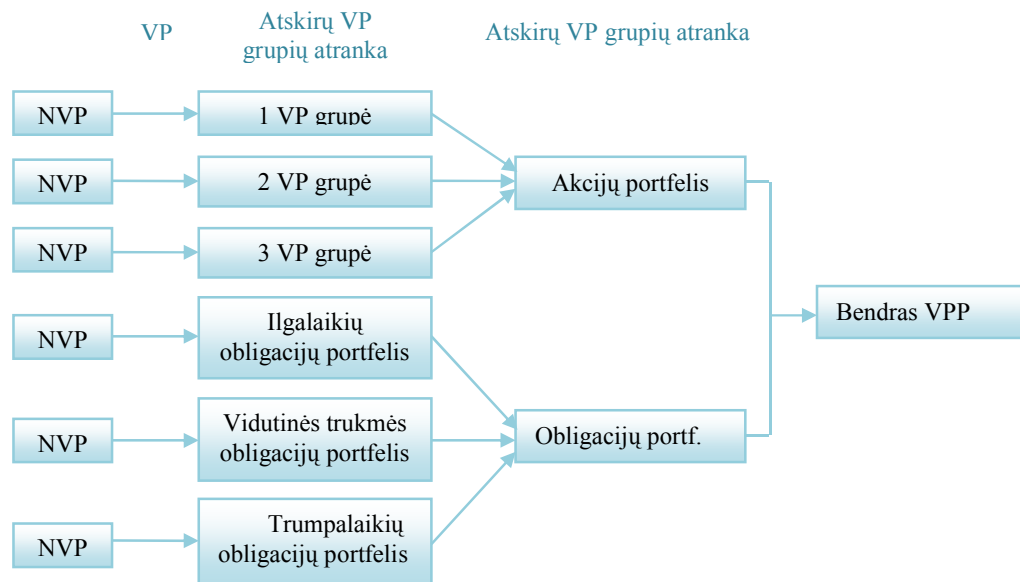 VP
Atskirų VP
grupių atranka
Atskirų VP grupių atranka
NVP
1 VP grupė
NVP
2 VP grupė
Akcijų portfelis
NVP
3 VP grupė
NVP
Ilgalaikių
obligacijų portfelis
Bendras VPP
NVP
Vidutinės trukmės
obligacijų portfelis
Obligacijų portf.
NVP
Trumpalaikių
obligacijų portfelis